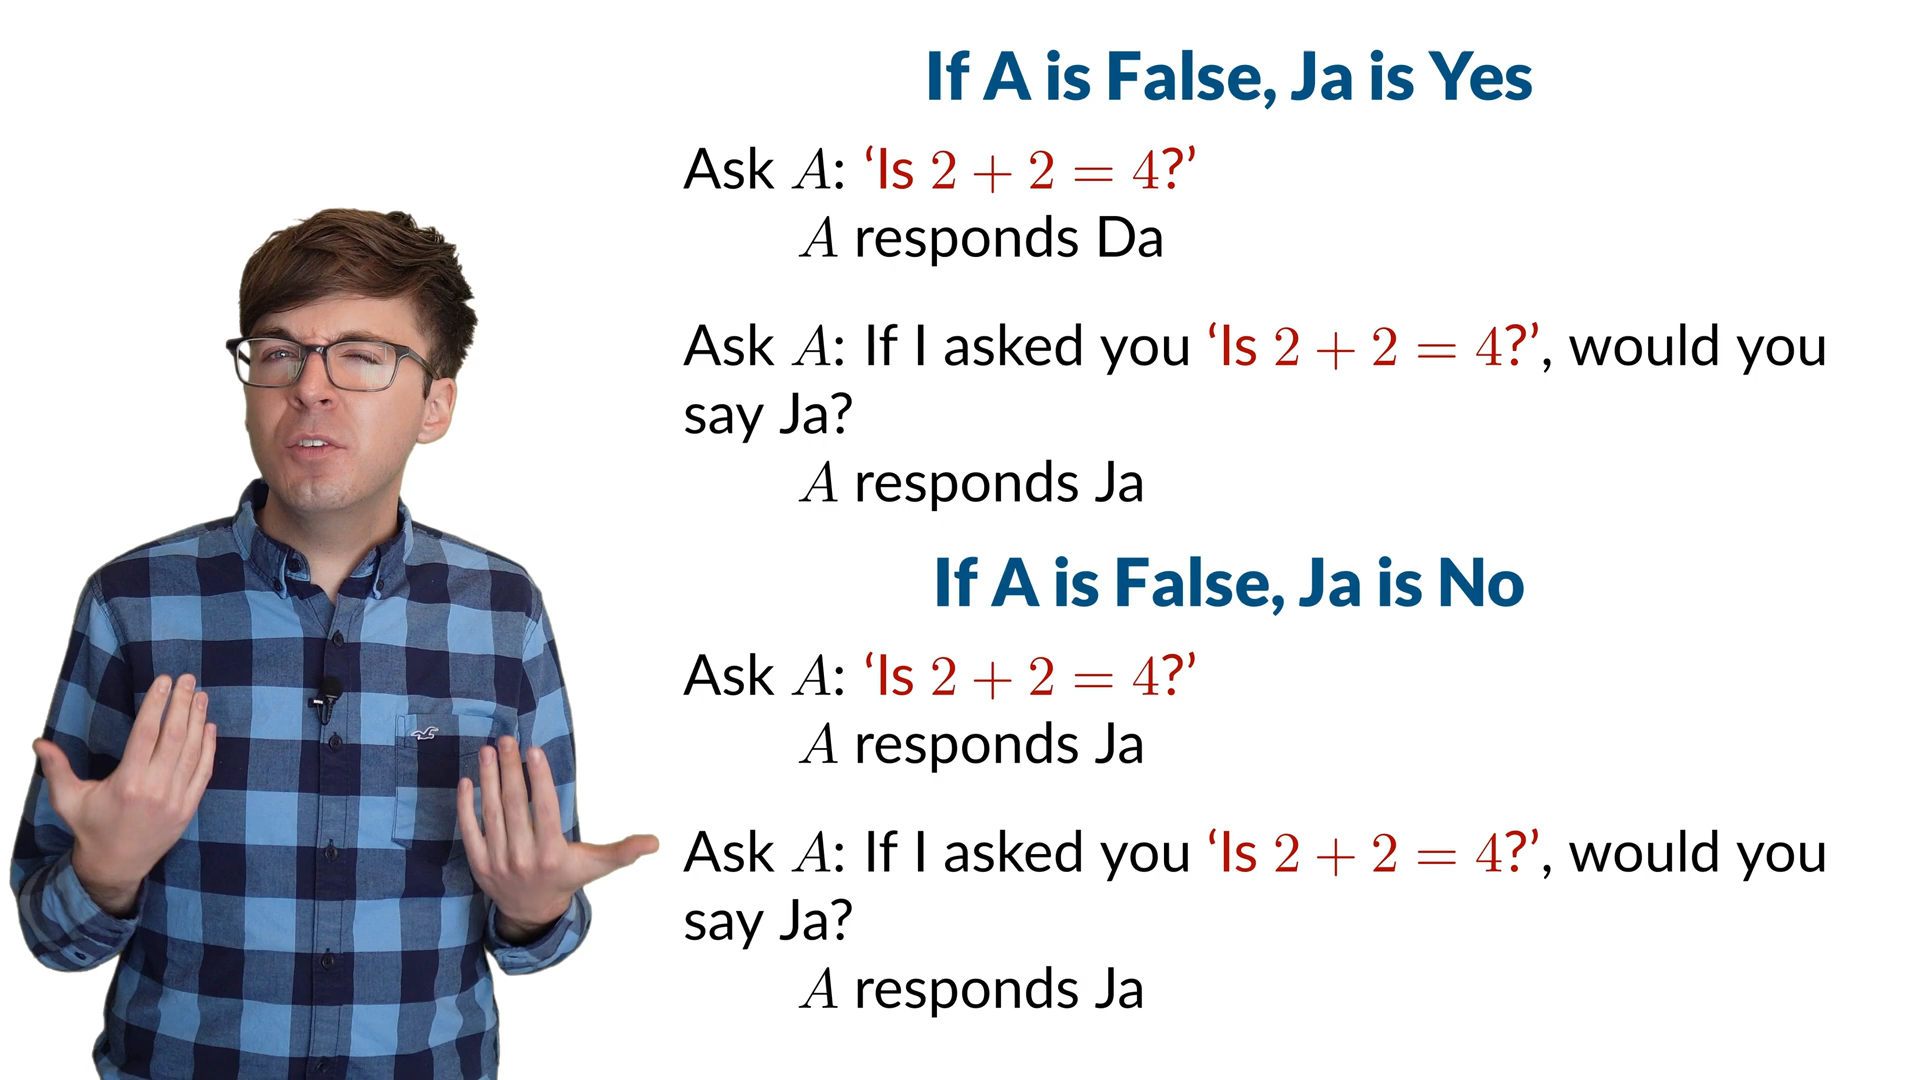 If A is False, Ja is Yes
Ask A: ‘Is 2 + 2 = 4?’
A responds Da
Ask A: If I asked you ‘Is 2 + 2 = 4?’, would you
say Ja?
A responds Ja
If A is False, Ja is No
Ask A: ‘Is 2 + 2 = 4?’
A responds Ja
Ask A: If I asked you ‘Is 2 + 2 = 4?’, would you
say Ja?
A responds Ja